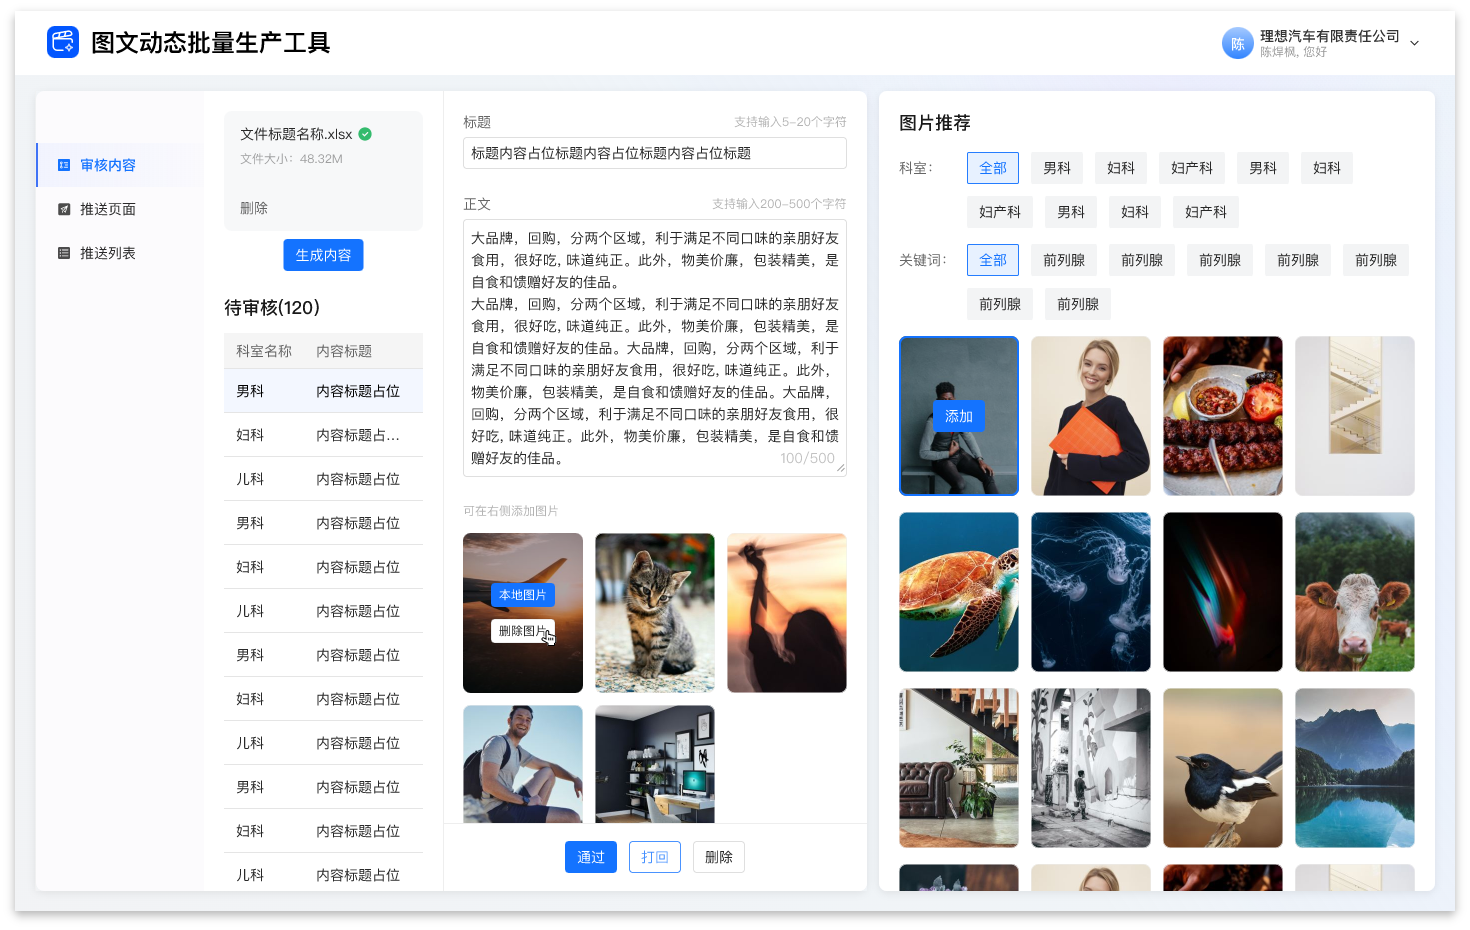 图文动态批量生产工具
陈
理想汽车有限责任公司
陈焊枫, 您好
审核内容
推送页面
推送列表
文件标题名称.xlsx
文件大小：48.32M
删除
生成内容
待审核(120)
科室名称 内容标题
男科 内容标题占位
妇科 内容标题占...
儿科 内容标题占位
男科 内容标题占位
妇科 内容标题占位
儿科 内容标题占位
男科 内容标题占位
妇科 内容标题占位
儿科 内容标题占位
男科 内容标题占位
妇科 内容标题占位
儿科 内容标题占位
标题 支持输入5-20个字符
标题内容占位标题内容占位标题内容占位标题
正文 支持输入200-500个字符
大品牌，回购，分两个区域，利于满足不同口味的亲朋好友
食用，很好吃, 味道纯正。此外，物美价廉，包装精美，是
自食和馈赠好友的佳品。
大品牌，回购，分两个区域，利于满足不同口味的亲朋好友
食用，很好吃, 味道纯正。此外，物美价廉，包装精美，是
自食和馈赠好友的佳品。大品牌，回购，分两个区域，利于
满足不同口味的亲朋好友食用，很好吃, 味道纯正。此外，
物美价廉，包装精美，是自食和馈赠好友的佳品。大品牌，
回购，分两个区域，利于满足不同口味的亲朋好友食用，很
好吃, 味道纯正。此外，物美价廉，包装精美，是自食和馈
赠好友的佳品。 100/500
可在右侧添加图片
本地图片
删除图片
通过 打回 删除
图片推荐
科室： 全部 男科 妇科 妇产科 男科 妇科
妇产科 男科 妇科 妇产科
关键词： 全部 前列腺 前列腺 前列腺 前列腺 前列腺
前列腺 前列腺
添加